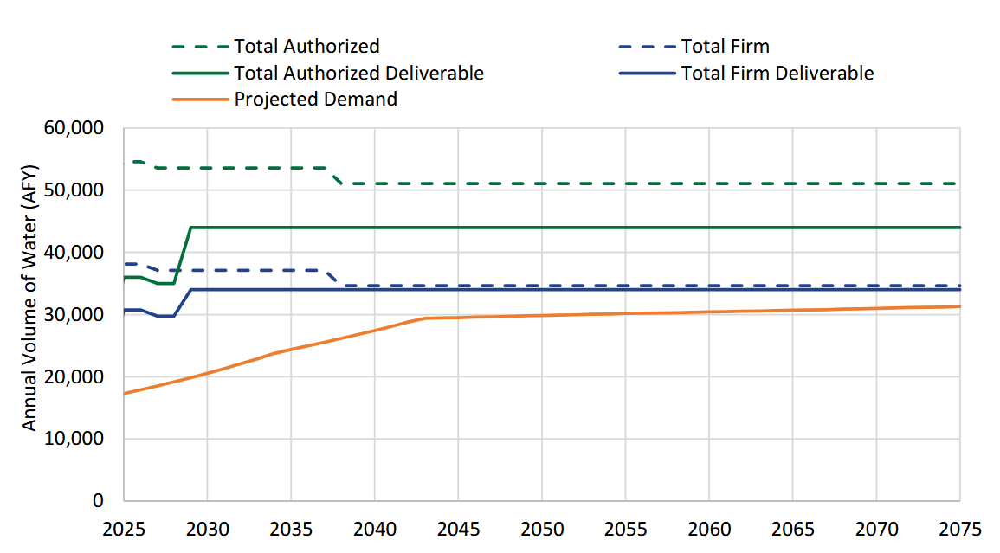 Total Authorized
Total Firm
Total Authorized Deliverable
Total Firm Deliverable
Projected Demand
Annual Volume of Water (AFY)
60,000
50,000
40,000
30,000
20,000
10,000
0
2025 2030 2035 2040 2045 2050 2055 2060 2065 2070 2075